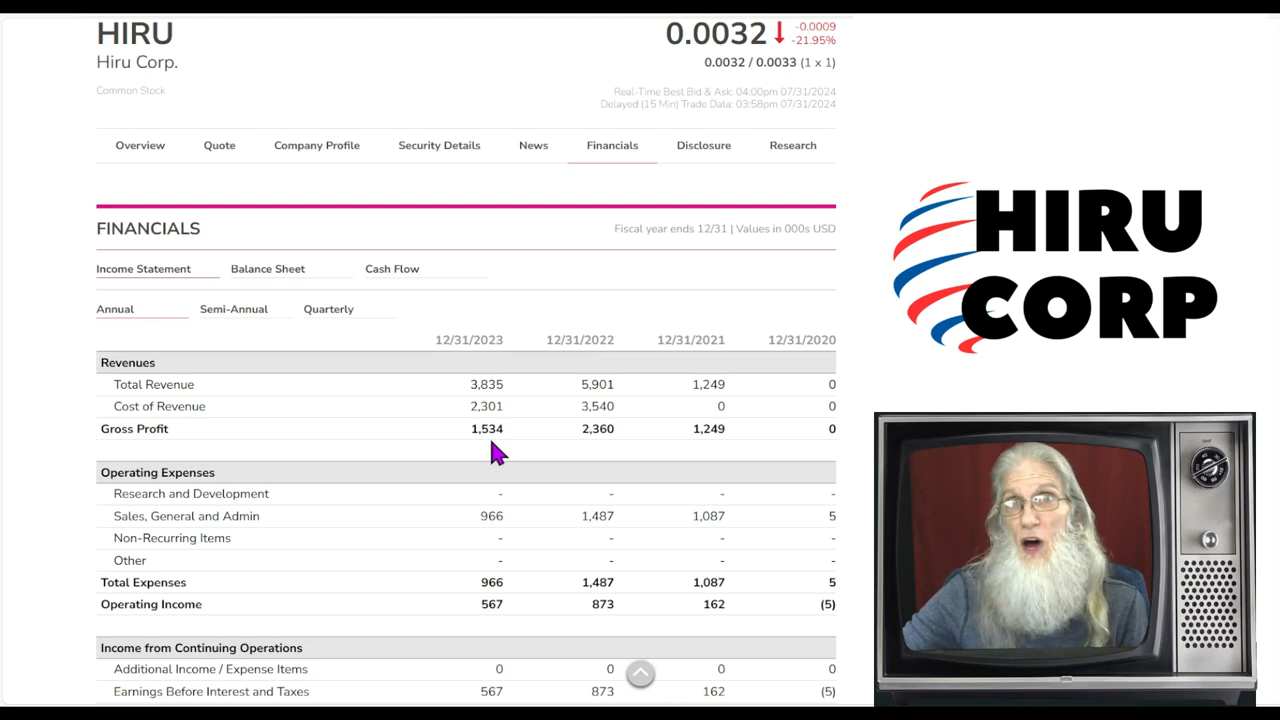 HIRU
0.0032 -0.0009
-21.95%
Hiru Corp.
0.0032 / 0.0033 (1 x 1)
Common Stock
Real-Time Best Bid & Ask: 04:00pm 07/31/2024
Delayed (15 Min) Trade Data: 03:58pm 07/31/2024
Overview Quote Company Profile Security Details News Financials Disclosure Research
FINANCIALS
Fiscal year ends 12/31 | Values in 000s USD
Income Statement Balance Sheet Cash Flow
Annual Semi-Annual Quarterly
12/31/2023 12/31/2022 12/31/2021 12/31/2020
Revenues
Total Revenue 3,835 5,901 1,249 0
Cost of Revenue 2,301 3,540 0 0
Gross Profit 1,534 2,360 1,249 0
Operating Expenses
Research and Development - - - -
Sales, General and Admin 966 1,487 1,087 5
Non-Recurring Items - - - -
Other - - - -
Total Expenses 966 1,487 1,087 5
Operating Income 567 873 162 (5)
Income from Continuing Operations
Additional Income / Expense Items 0 0 0 0
Earnings Before Interest and Taxes 567 873 162 (5)
HIRU
CORP